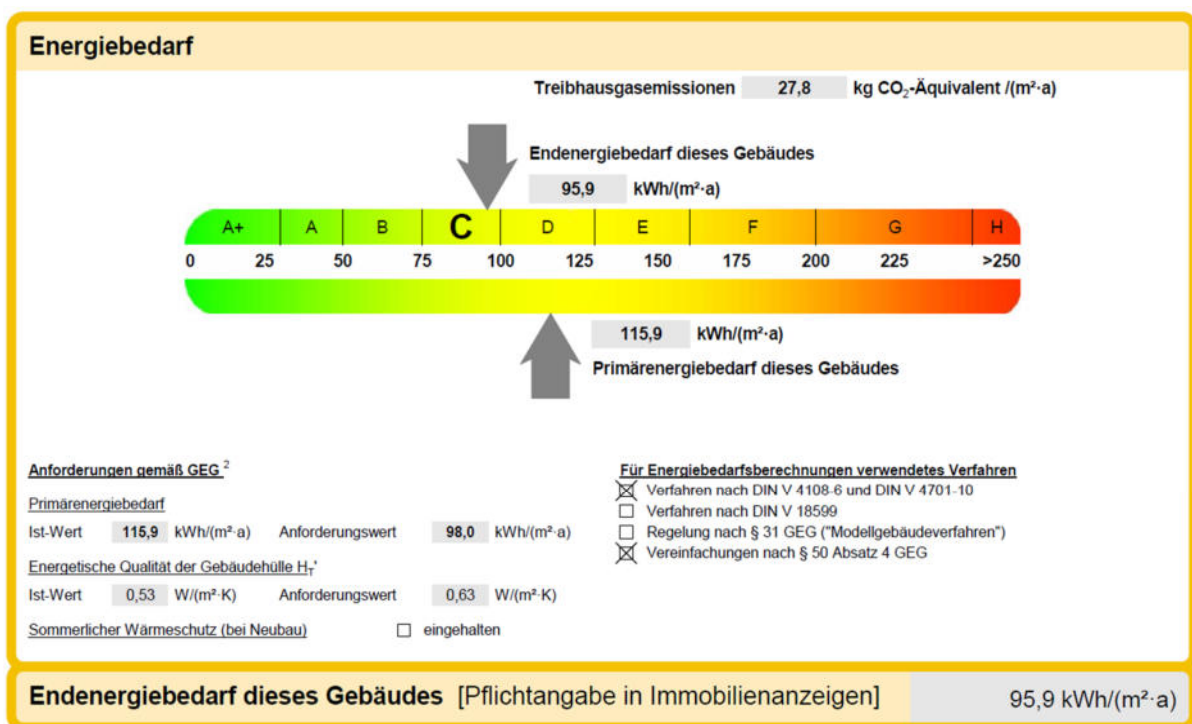 Energiebedarf
Treibhausgasemissionen 27,8 kg CO₂-Äquivalent /(m²·a)
Endenergiebedarf dieses Gebäudes
95,9 kWh/(m²·a)
A+ A B C D E F G H
0 25 50 75 100 125 150 175 200 225 >250
115,9 kWh/(m²·a)
Primärenergiebedarf dieses Gebäudes
Anforderungen gemäß GEG ²
Primärenergiebedarf
Ist-Wert 115,9 kWh/(m²·a) Anforderungswert 98,0 kWh/(m²·a)
Energetische Qualität der Gebäudehülle H_T'
Ist-Wert 0,53 W/(m²·K) Anforderungswert 0,63 W/(m²·K)
Sommerlicher Wärmeschutz (bei Neubau) ☐ eingehalten
Für Energiebedarfsberechnungen verwendetes Verfahren
☒ Verfahren nach DIN V 4108-6 und DIN V 4701-10
☐ Verfahren nach DIN V 18599
☐ Regelung nach § 31 GEG ("Modellgebäudeverfahren")
☒ Vereinfachungen nach § 50 Absatz 4 GEG
Endenergiebedarf dieses Gebäudes [Pflichtangabe in Immobilienanzeigen] 95,9 kWh/(m²·a)